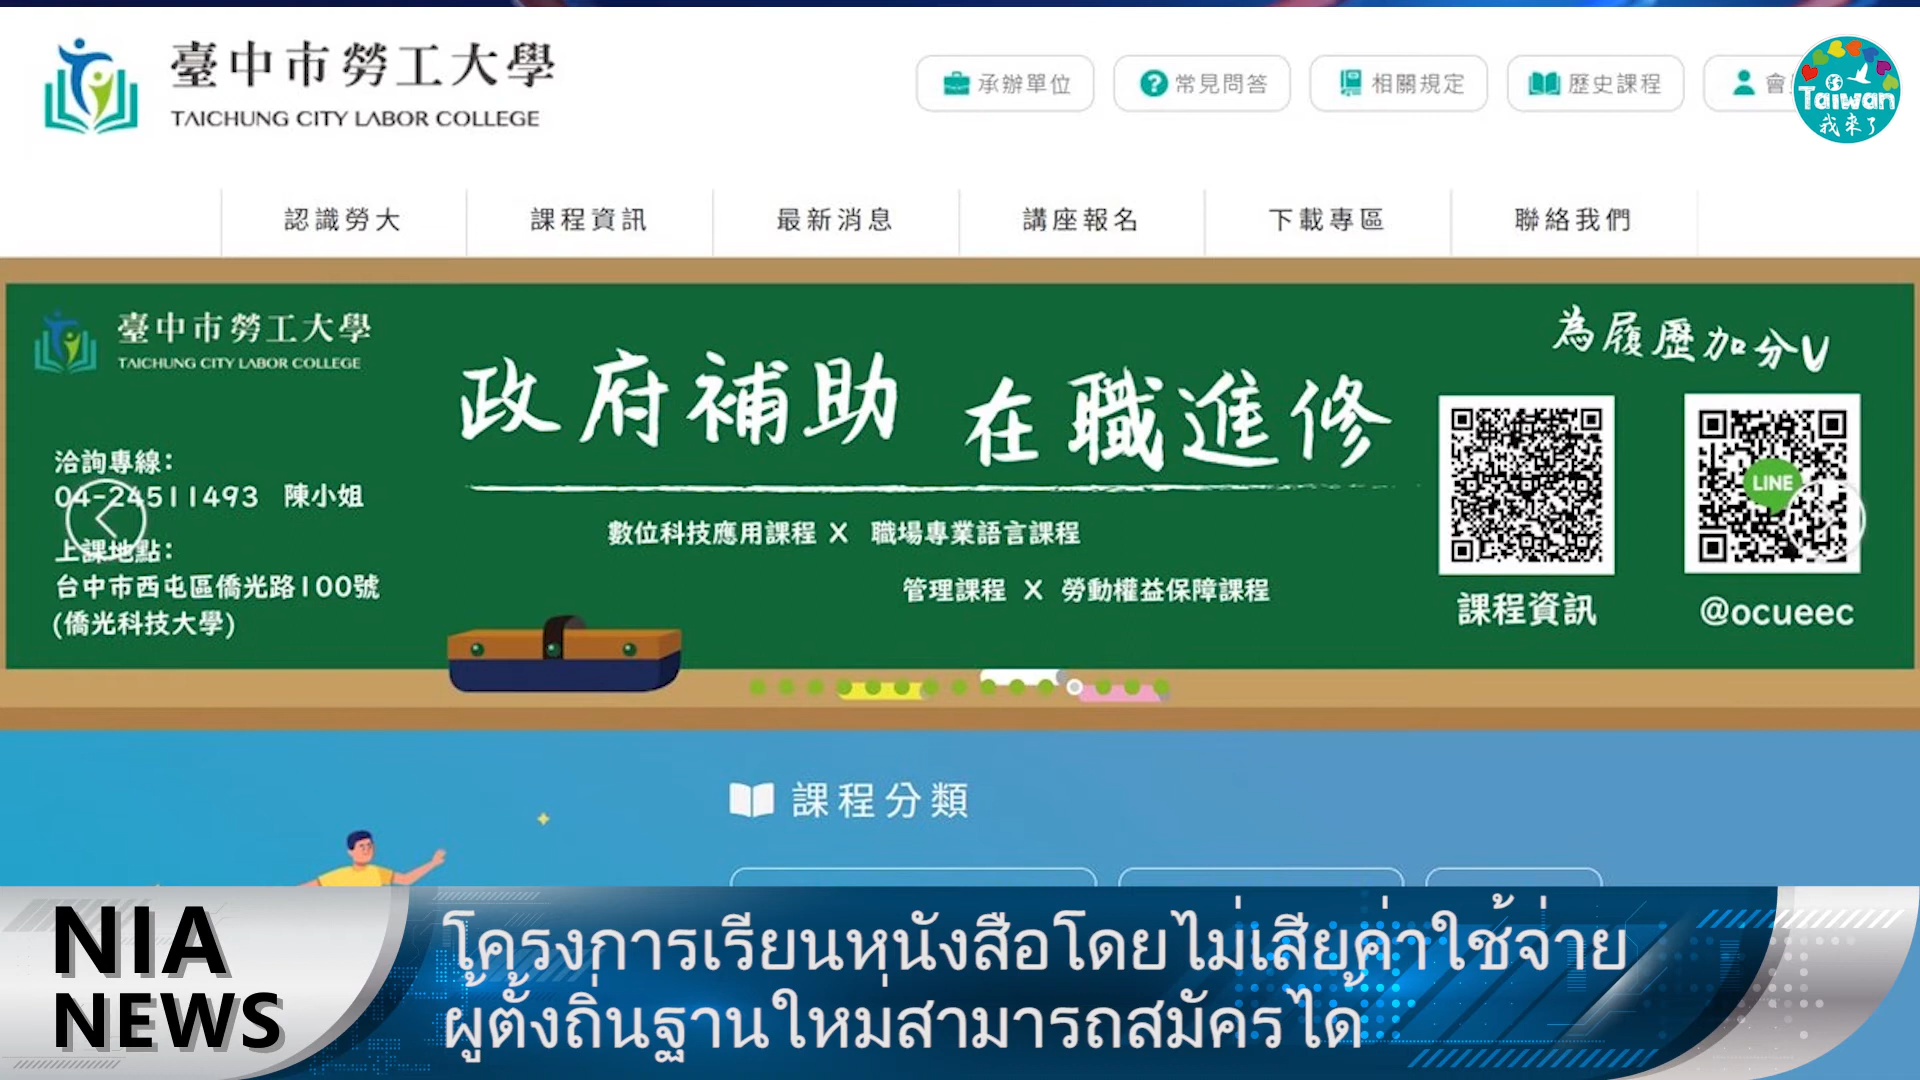 臺中市勞工大學
TAICHUNG CITY LABOR COLLEGE
承辦單位
常見問答
相關規定
歷史課程
Taiwan
我來了
認識勞大
課程資訊
最新消息
講座報名
下載專區
聯絡我們
臺中市勞工大學
TAICHUNG CITY LABOR COLLEGE
政府補助 在職進修
為履歷加分V
洽詢專線：
04-24511493 陳小姐
上課地點：
台中市西屯區僑光路100號
(僑光科技大學)
數位科技應用課程 X 職場專業語言課程
管理課程 X 勞動權益保障課程
LINE
課程資訊
@ocueec
課程分類
NIA
NEWS
โครงการเรียนหนังสือโดยไม่เสียค่าใช้จ่าย
ผู้ตั้งถิ่นฐานใหม่สามารถสมัครได้